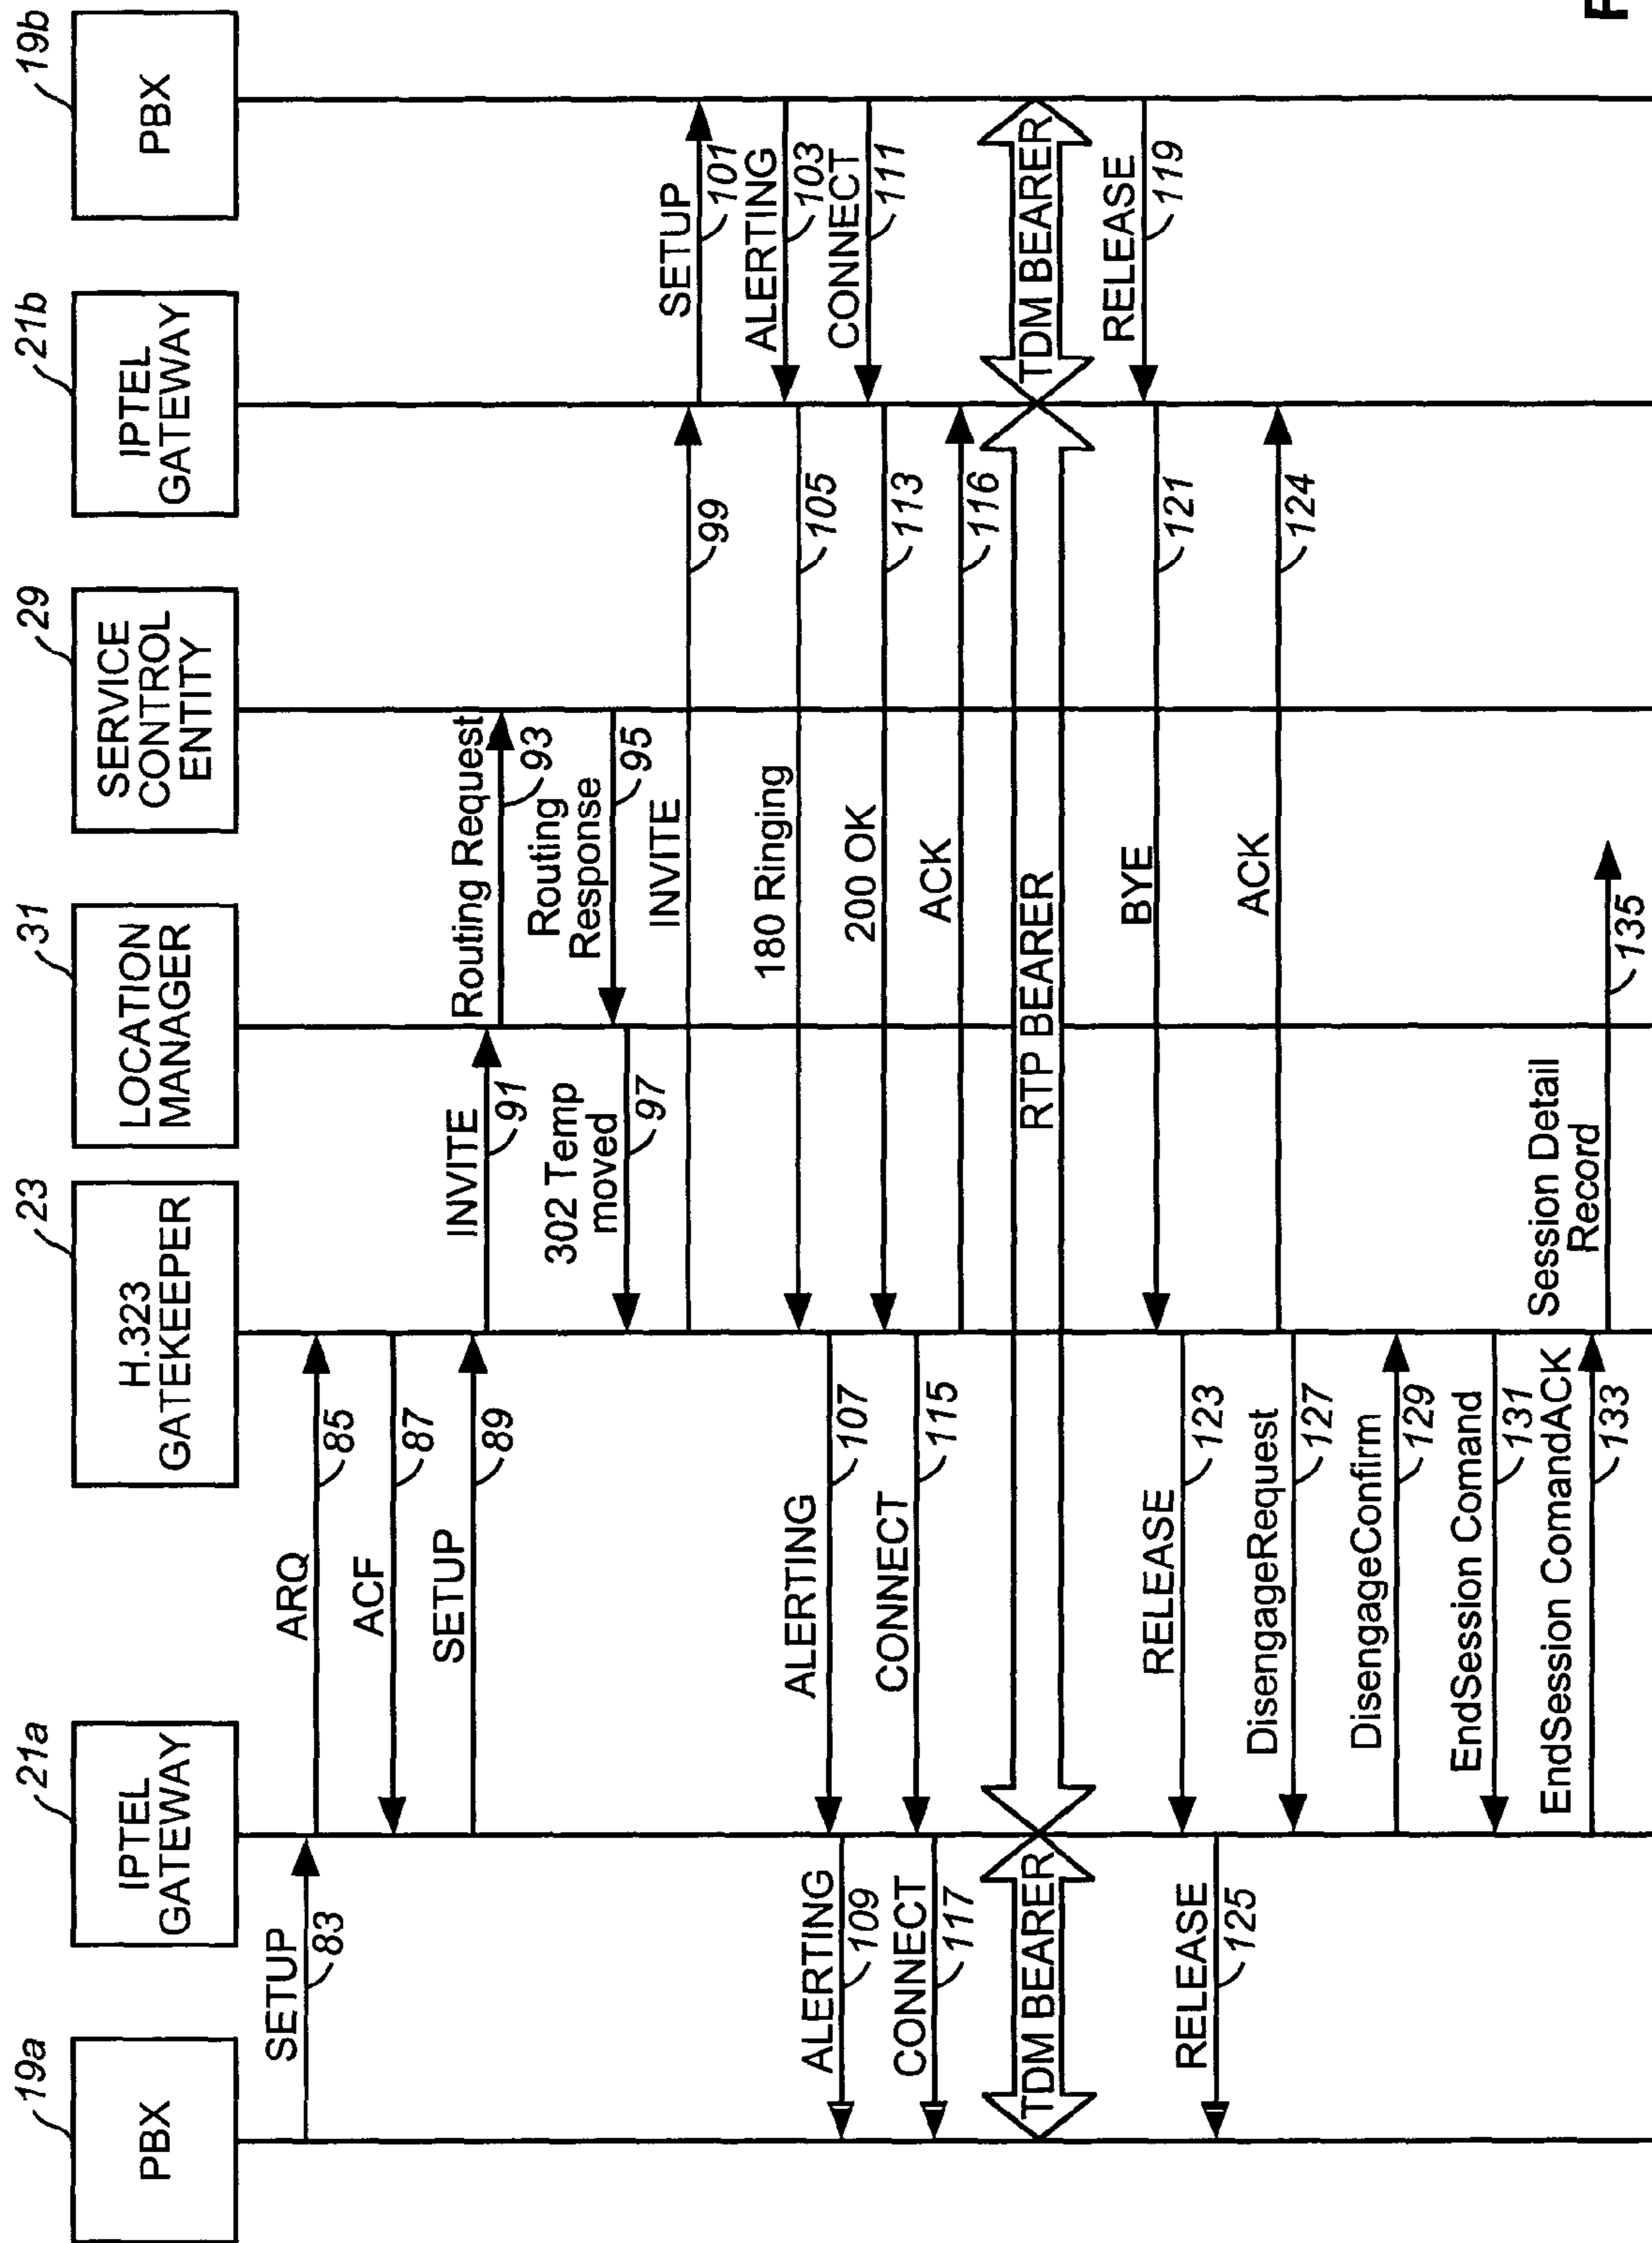 19a
PBX
21a
IPTEL
GATEWAY
23
H.323
GATEKEEPER
31
LOCATION
MANAGER
29
SERVICE
CONTROL
ENTITY
21b
IPTEL
GATEWAY
19b
PBX
SETUP
83
ARQ
85
ACF
87
SETUP
89
INVITE
91
Routing Request
93
Routing
Response
95
302 Temp
moved
97
INVITE
99
SETUP
101
ALERTING
103
180 Ringing
105
ALERTING
107
ALERTING
109
CONNECT
111
200 OK
113
CONNECT
115
CONNECT
117
ACK
116
TDM BEARER
RTP BEARER
TDM BEARER
RELEASE
119
BYE
121
RELEASE
123
RELEASE
125
ACK
124
DisengageRequest
127
DisengageConfirm
129
EndSession Comand
131
EndSession ComandACK
133
Session Detail
Record
135